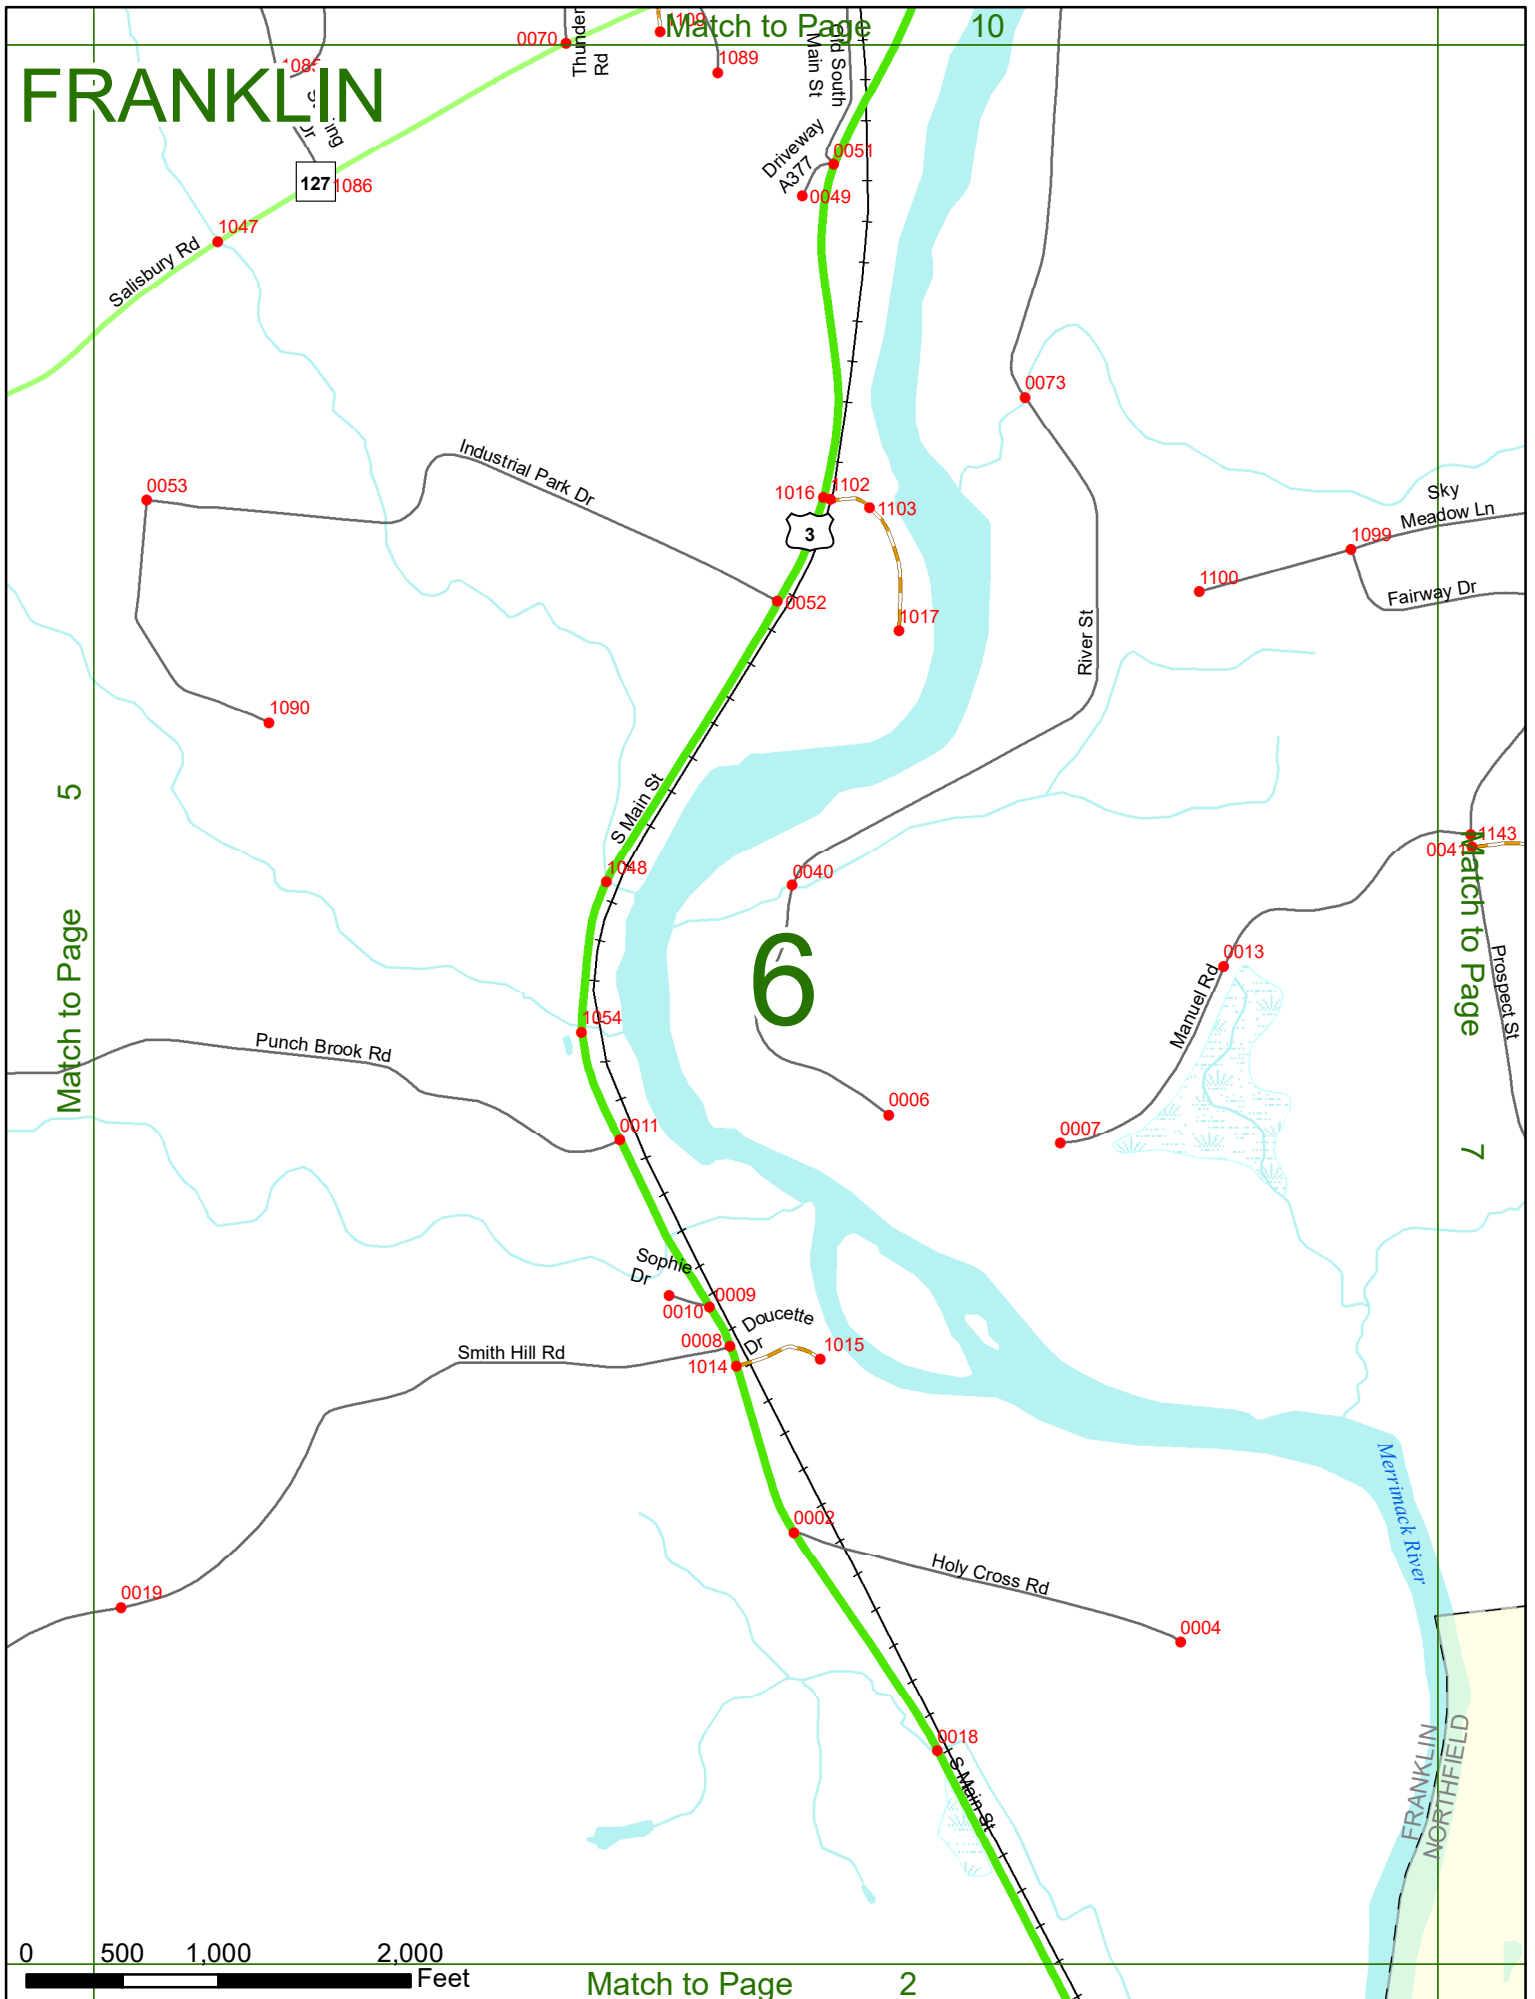 Match to Page 10
FRANKLIN
0070
Thunder
Rd
1109
1089
Old South
Main St
1085
Dr
127
1086
1047
Salisbury Rd
Driveway
A377
0051
0049
0073
Industrial Park Dr
0053
1016
1102
1103
3
0052
1017
Sky
Meadow Ln
1099
1100
Fairway Dr
River St
1090
5
Match to Page
S Main St
1048
0040
6
1143
0041
Match to Page
7
Prospect St
0013
Manuel Rd
1054
Punch Brook Rd
0011
0006
0007
Sophie
Dr
0010
0009
0008
Doucette
Dr
1014
1015
Smith Hill Rd
Merrimack River
0002
Holy Cross Rd
0019
0004
0018
S Main St
FRANKLIN
NORTHFIELD
0 500 1,000 2,000
Feet
Match to Page 2